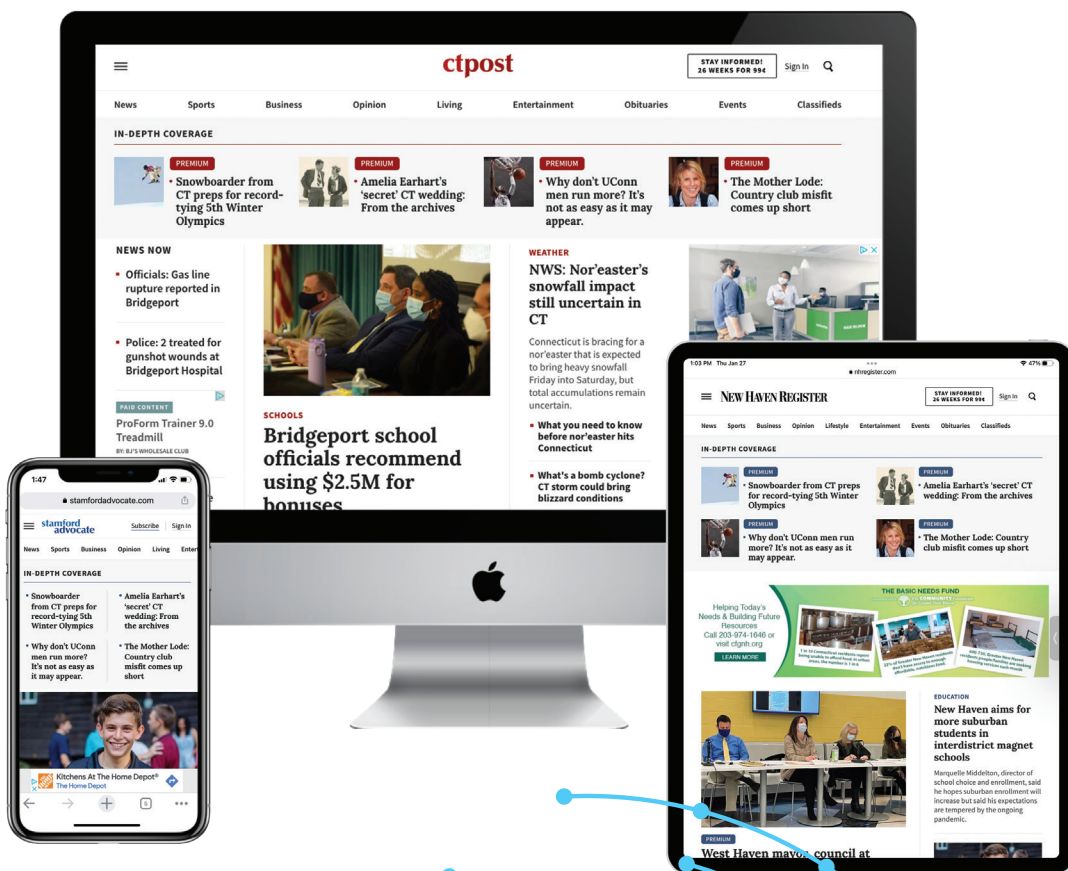 ctpost
STAY INFORMED!
26 WEEKS FOR 99¢
Sign In
News Sports Business Opinion Living Entertainment Obituaries Events Classifieds
IN-DEPTH COVERAGE
PREMIUM
Snowboarder from
CT preps for record-
tying 5th Winter
Olympics
PREMIUM
Amelia Earhart's
'secret' CT wedding:
From the archives
PREMIUM
Why don't UConn
men run more? It's
not as easy as it may
appear.
PREMIUM
The Mother Lode:
Country club misfit
comes up short
NEWS NOW
Officials: Gas line
rupture reported in
Bridgeport
Police: 2 treated for
gunshot wounds at
Bridgeport Hospital
PAID CONTENT
ProForm Trainer 9.0
Treadmill
BY: BJ'S WHOLESALE CLUB
SCHOOLS
Bridgeport school
officials recommend
using $2.5M for
bonuses
WEATHER
NWS: Nor'easter's
snowfall impact
still uncertain in
CT
Connecticut is bracing for a
nor'easter that is expected
to bring heavy snowfall
Friday into Saturday, but
total accumulations remain
uncertain.
What you need to know
before nor'easter hits
Connecticut
What's a bomb cyclone?
CT storm could bring
blizzard conditions
1:47
stamfordadvocate.com
stamford
advocate
Subscribe Sign In
News Sports Business Opinion Living Enter
IN-DEPTH COVERAGE
Snowboarder
from CT preps for
record-tying 5th
Winter Olympics
Amelia Earhart's
'secret' CT
wedding: From
the archives
Why don't UConn
men run more?
It's not as easy as
it may appear.
The Mother Lode:
Country club
misfit comes up
short
Kitchens At The Home Depot®
The Home Depot
1:03 PM Thu Jan 27
47%
nhregister.com
NEW HAVEN REGISTER
STAY INFORMED!
26 WEEKS FOR 99¢
Sign In
News Sports Business Opinion Lifestyle Entertainment Events Obituaries Classifieds
IN-DEPTH COVERAGE
PREMIUM
Snowboarder from CT preps
for record-tying 5th Winter
Olympics
PREMIUM
Amelia Earhart's 'secret' CT
wedding: From the archives
PREMIUM
Why don't UConn men run
more? It's not as easy as it
may appear.
PREMIUM
The Mother Lode: Country
club misfit comes up short
Helping Today's
Needs & Building Future
Resources
Call 203-974-1646 or
visit cfgnh.org
LEARN MORE
THE BASIC NEEDS FUND
EDUCATION
New Haven aims for
more suburban
students in
interdistrict magnet
schools
Marquelle Middelton, director of
school choice and enrollment, said
he hopes suburban enrollment will
increase but said his expectations
are tempered by the ongoing
pandemic.
PREMIUM
West Haven mayor, council at